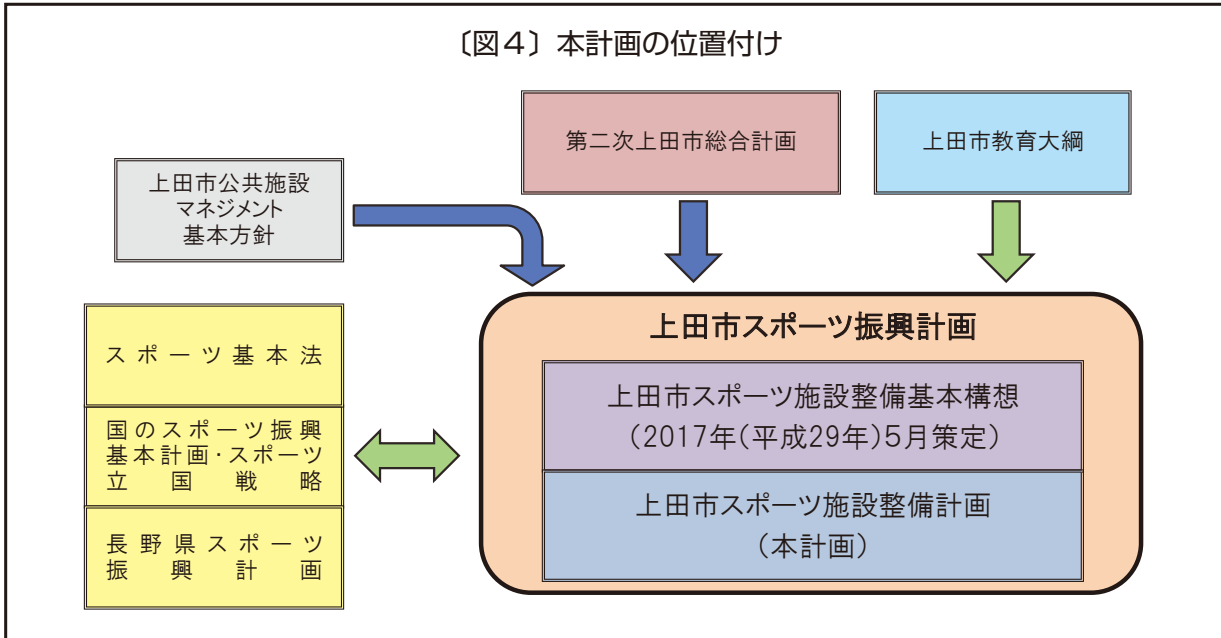 〔図４〕本計画の位置付け
第二次上田市総合計画
上田市教育大綱
上田市公共施設
マネジメント
基本方針
スポーツ基本法
国のスポーツ振興
基本計画・スポーツ
立国戦略
長野県スポーツ
振興計画
上田市スポーツ振興計画
上田市スポーツ施設整備基本構想
（2017年（平成29年）５月策定）
上田市スポーツ施設整備計画
（本計画）